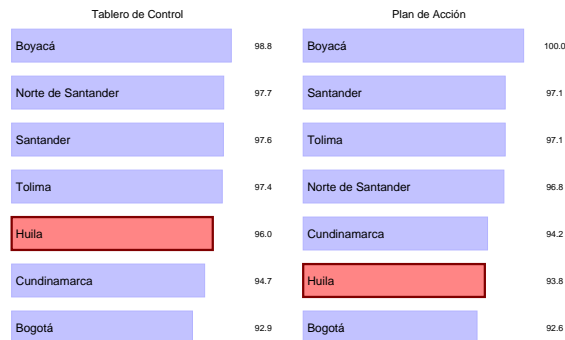 Tablero de Control
Boyacá 98.8
Norte de Santander 97.7
Santander 97.6
Tolima 97.4
Huila 96.0
Cundinamarca 94.7
Bogotá 92.9
Plan de Acción
Boyacá 100.0
Santander 97.1
Tolima 97.1
Norte de Santander 96.8
Cundinamarca 94.2
Huila 93.8
Bogotá 92.6